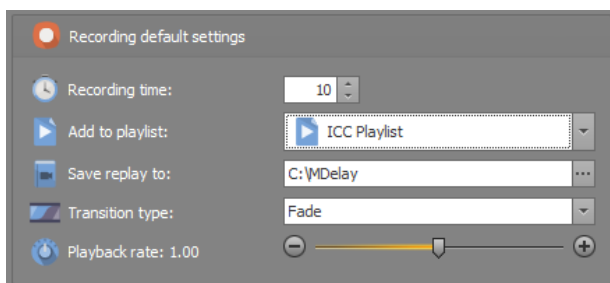 Recording default settings
Recording time: 10
Add to playlist: ICC Playlist
Save replay to: C:\MDelay ...
Transition type: Fade
Playback rate: 1.00